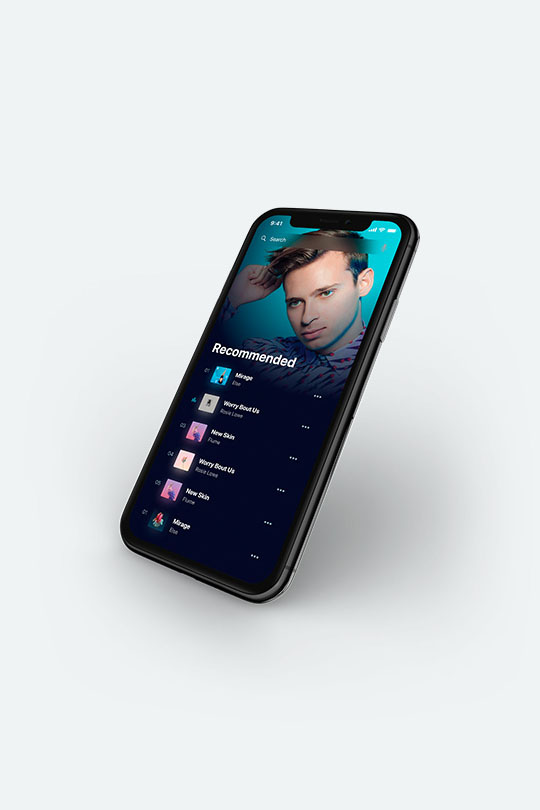 9:41
Search
Recommended
01 Mirage
Else
Worry Bout Us
Rosie Lowe
03 New Skin
Flume
04 Worry Bout Us
Rosie Lowe
05 New Skin
Flume
01 Mirage
Else